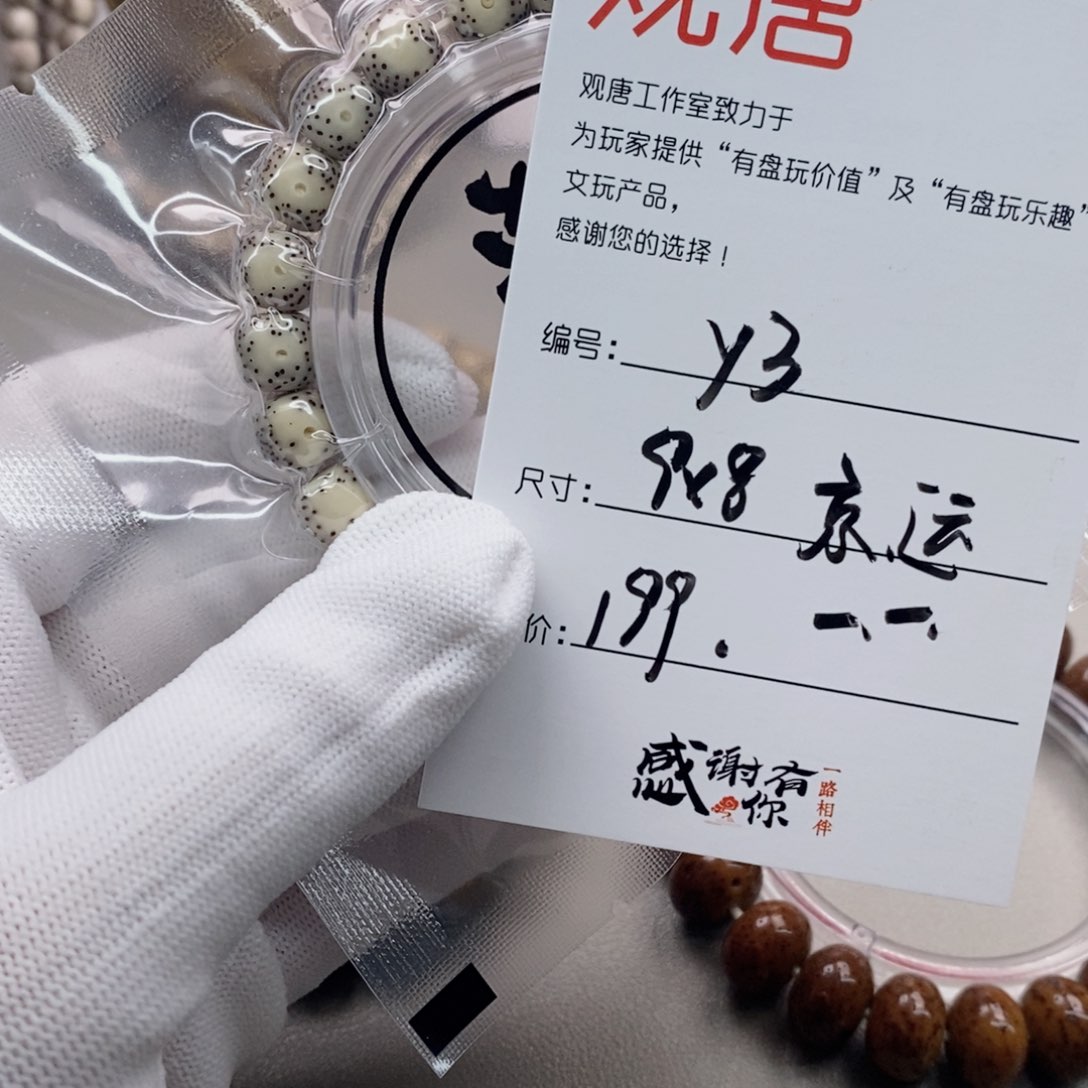 观唐
观唐工作室致力于
为玩家提供“有盘玩价值”及“有盘玩乐趣”
文玩产品，
感谢您的选择！
编号： y3
尺寸： 9x8 京运
价： 199.
感谢有你
一路相伴